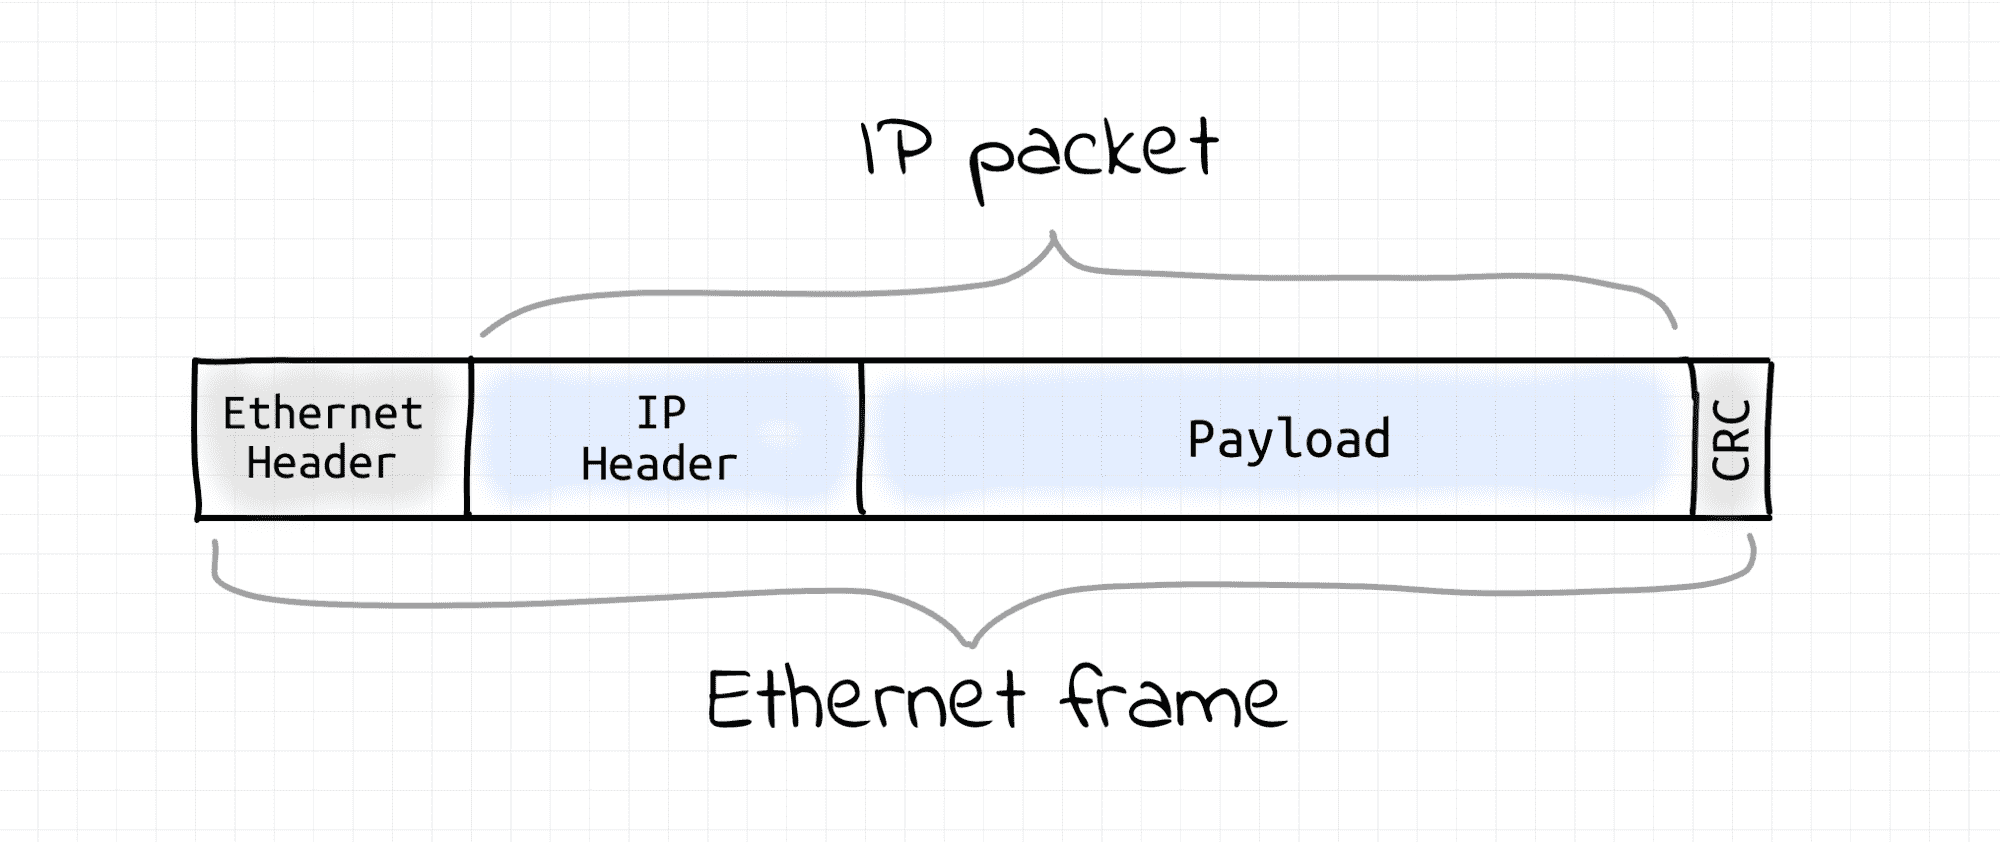 IP packet
Ethernet
Header
IP
Header
Payload
CRC
Ethernet frame